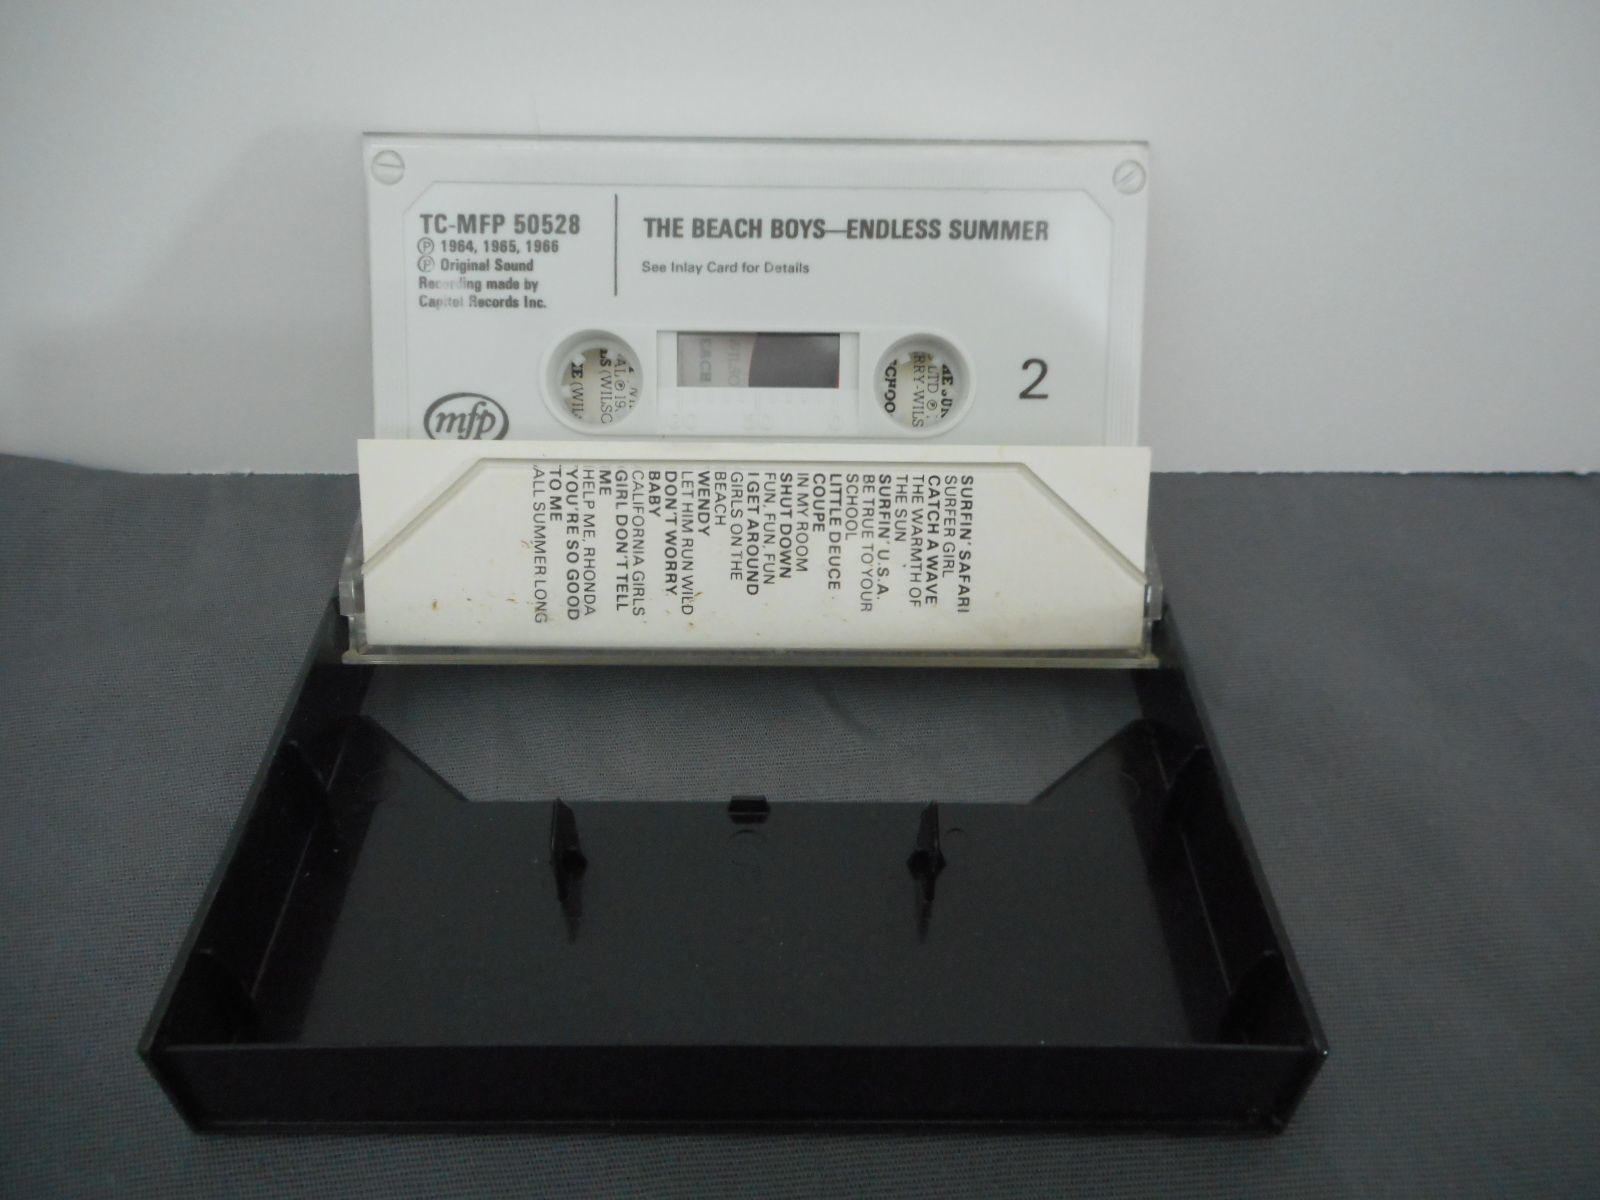 TC-MFP 50528
℗ 1964, 1965, 1966
℗ Original Sound
Recording made by
Capitol Records Inc.
THE BEACH BOYS—ENDLESS SUMMER
See Inlay Card for Details
2
mfp
SURFIN' SAFARI
SURFER GIRL
CATCH A WAVE
THE WARMTH OF
THE SUN
SURFIN' U.S.A.
BE TRUE TO YOUR
SCHOOL
LITTLE DEUCE
COUPE
IN MY ROOM
SHUT DOWN
FUN, FUN, FUN
I GET AROUND
GIRLS ON THE
BEACH
WENDY
LET HIM RUN WILD
DON'T WORRY
BABY
CALIFORNIA GIRLS
GIRL DON'T TELL
ME
HELP ME, RHONDA
YOU'RE SO GOOD
TO ME
ALL SUMMER LONG